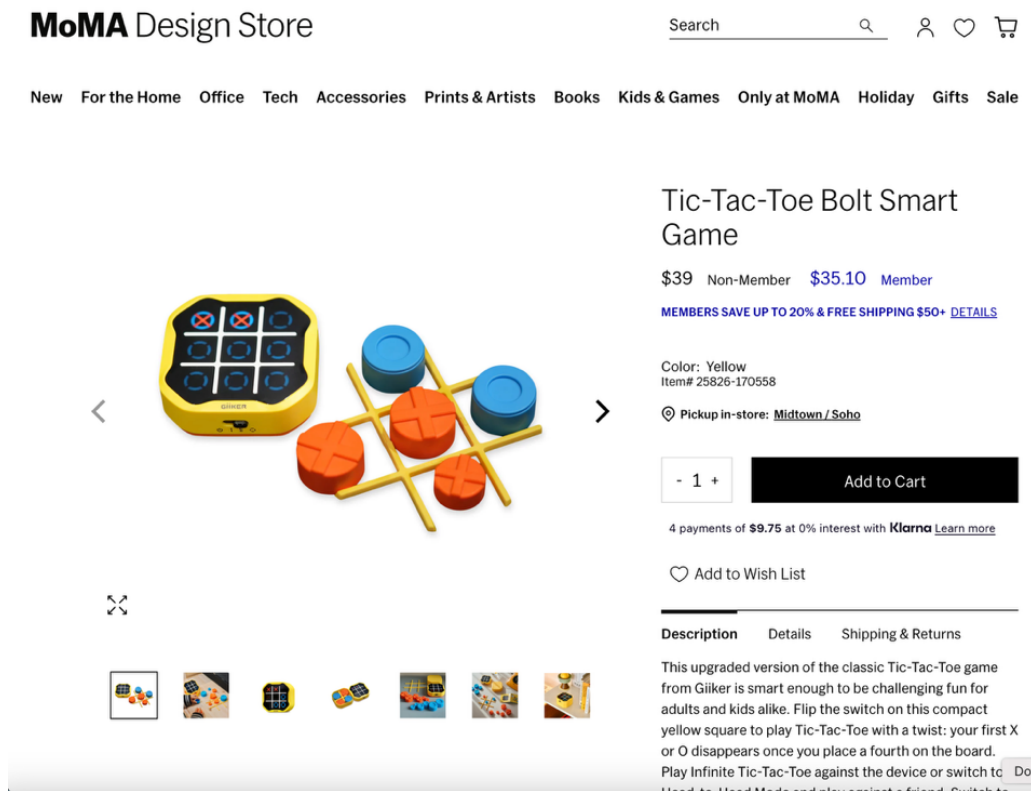 MoMA Design Store
Search
New For the Home Office Tech Accessories Prints & Artists Books Kids & Games Only at MoMA Holiday Gifts Sale
Tic-Tac-Toe Bolt Smart
Game
$39 Non-Member $35.10 Member
MEMBERS SAVE UP TO 20% & FREE SHIPPING $50+ DETAILS
Color: Yellow
Item# 25826-170558
Pickup in-store: Midtown / Soho
- 1 +
Add to Cart
4 payments of $9.75 at 0% interest with Klarna Learn more
Add to Wish List
Description Details Shipping & Returns
This upgraded version of the classic Tic-Tac-Toe game
from Giiker is smart enough to be challenging fun for
adults and kids alike. Flip the switch on this compact
yellow square to play Tic-Tac-Toe with a twist: your first X
or O disappears once you place a fourth on the board.
Play Infinite Tic-Tac-Toe against the device or switch to
Do
GiiKER